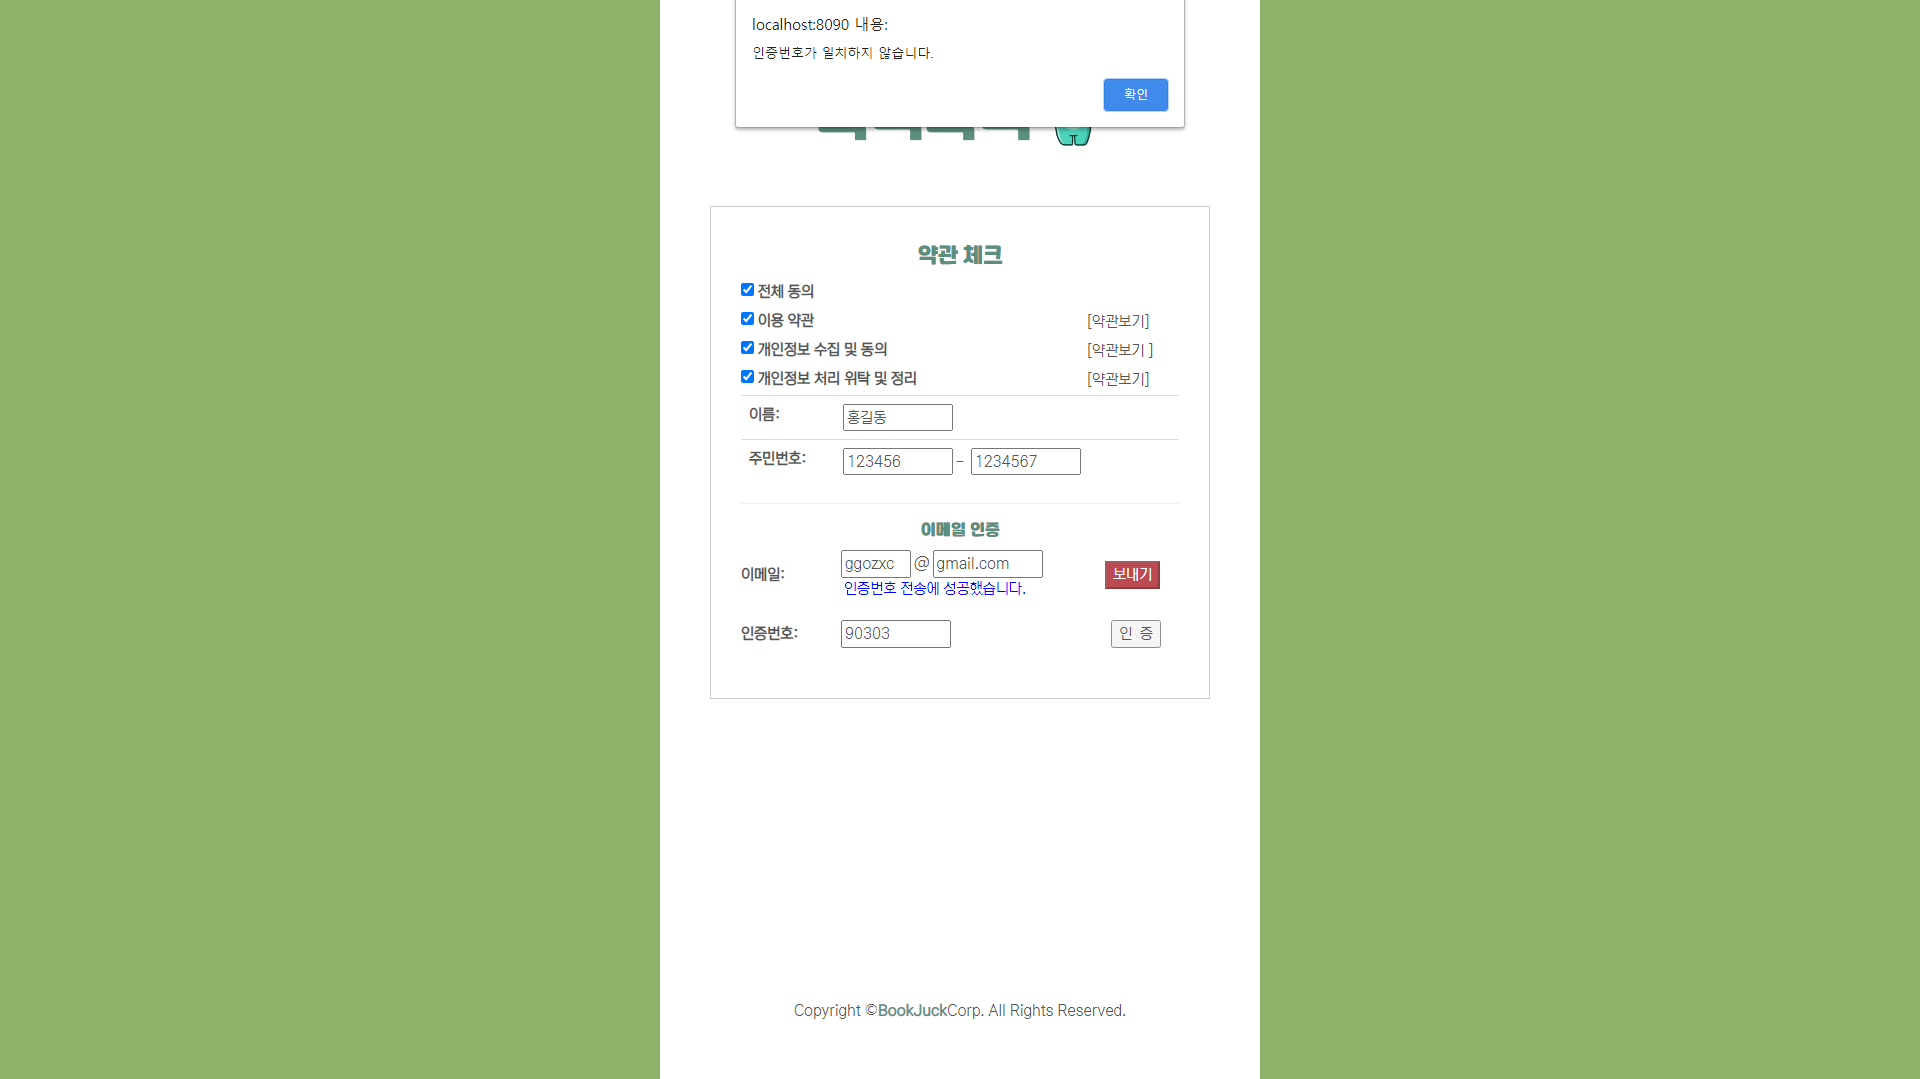 localhost:8090 내용:
인증번호가 일치하지 않습니다.
확인
약관 체크
전체 동의
이용 약관 [약관보기]
개인정보 수집 및 동의 [약관보기 ]
개인정보 처리 위탁 및 정리 [약관보기]
이름: 홍길동
주민번호: 123456 - 1234567
이메일 인증
이메일: ggozxc @ gmail.com 보내기
인증번호 전송에 성공했습니다.
인증번호: 90303 인 증
Copyright ©BookJuckCorp. All Rights Reserved.